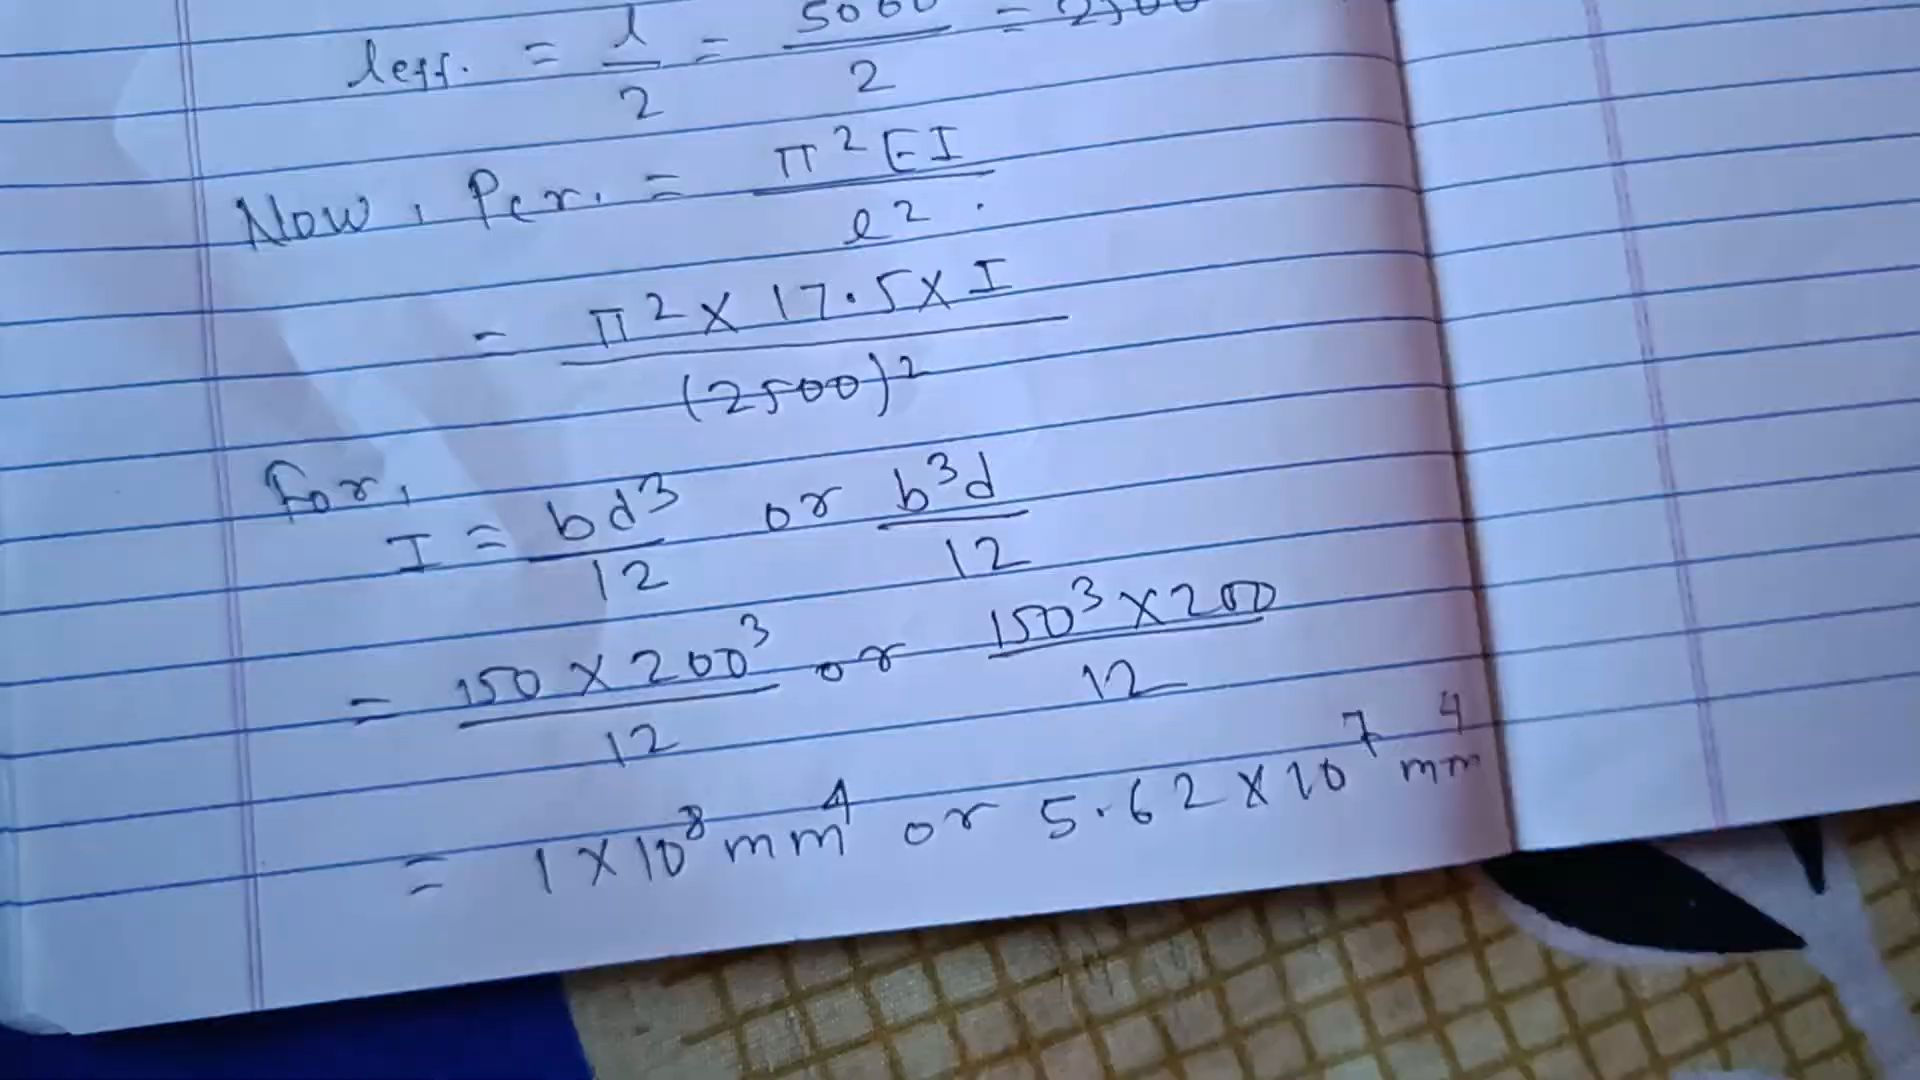 leff. = l/2 = 5000/2 = 2500
Now, Pcr. = π²EI/l².
= π² × 17.5 × I/(2500)²
For,
I = bd³/12 or b³d/12
= 150 × 200³/12 or 150³ × 200/12
= 1 × 10⁸ mm⁴ or 5.62 × 10⁷ mm⁴